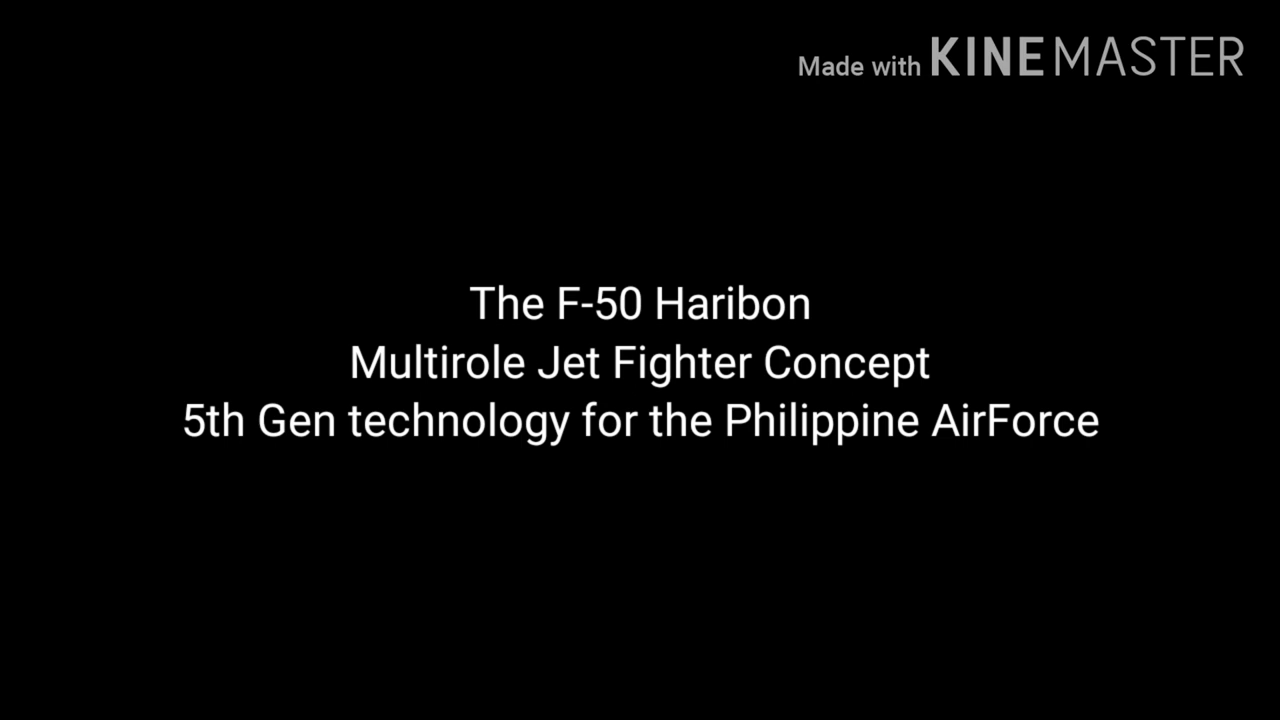 Made with KINEMASTER
The F-50 Haribon
Multirole Jet Fighter Concept
5th Gen technology for the Philippine AirForce